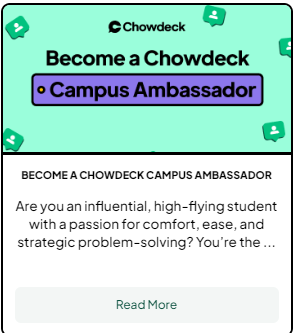 Chowdeck
Become a Chowdeck
Campus Ambassador
BECOME A CHOWDECK CAMPUS AMBASSADOR
Are you an influential, high-flying student
with a passion for comfort, ease, and
strategic problem-solving? You’re the ...
Read More